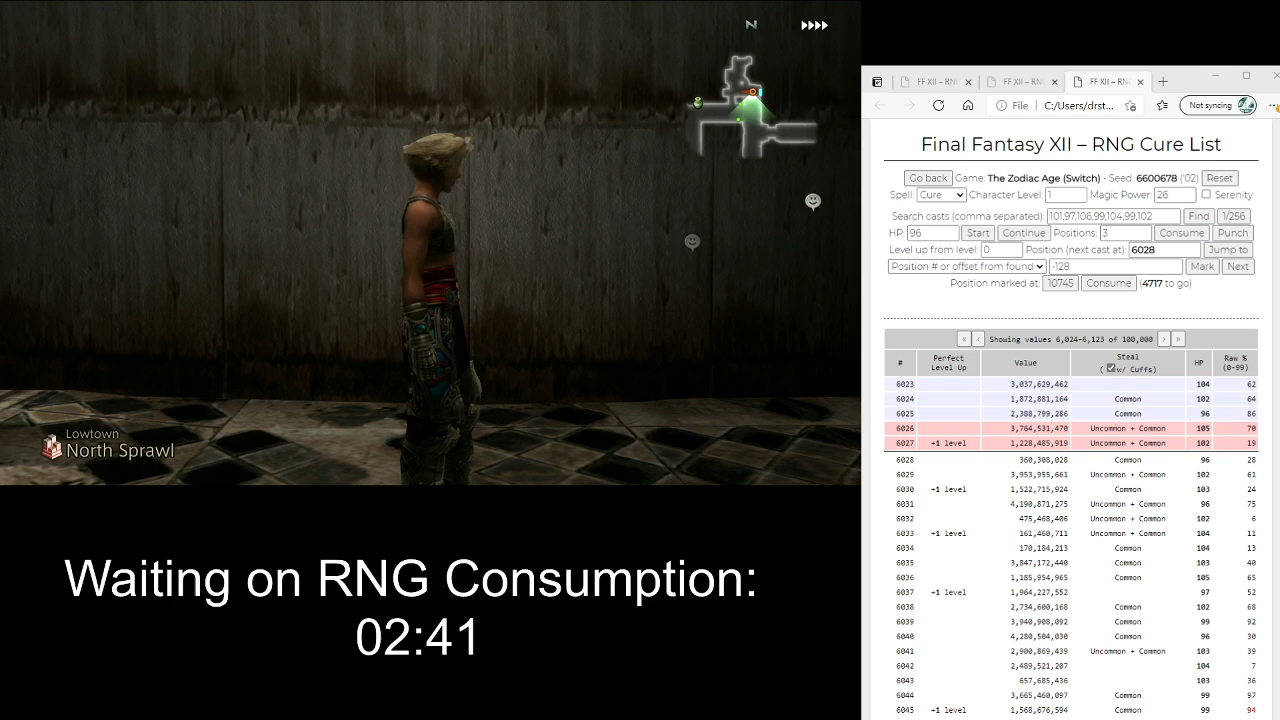 N
Lowtown
North Sprawl
Waiting on RNG Consumption:
02:41
FF XII – RNG
FF XII – RNG
FF XII – RNG
File
C:/Users/drst...
Not syncing
Final Fantasy XII – RNG Cure List
Go back Game: The Zodiac Age (Switch) - Seed: 6600678 ('02) Reset
Spell: Cure Character Level: 1 Magic Power: 26 Serenity
Search casts (comma separated): 101,97,106,99,104,99,102 Find 1/256
HP: 96 Start Continue Positions: 3 Consume Punch
Level up from level: 0 Position (next cast at): 6028 Jump to
Position # or offset from found -128 Mark Next
Position marked at: 10745 Consume (4717 to go)
« ‹ Showing values 6,024–6,123 of 100,000 › »
# Perfect Level Up Value Steal (w/ Cuffs) HP Raw % (0-99)
6023 3,037,629,462 104 62
6024 1,872,881,164 Common 102 64
6025 2,388,799,286 Common 96 86
6026 3,764,531,470 Uncommon + Common 105 70
6027 +1 level 1,228,485,919 Uncommon + Common 102 19
6028 360,308,028 Common 96 28
6029 3,953,955,661 Uncommon + Common 102 61
6030 +1 level 1,522,715,924 Common 103 24
6031 4,190,871,275 Uncommon + Common 96 75
6032 475,468,406 Uncommon + Common 102 6
6033 +1 level 161,460,711 Uncommon + Common 104 11
6034 170,184,213 Common 104 13
6035 3,847,172,440 Common 103 40
6036 1,185,954,965 Common 105 65
6037 +1 level 1,964,227,552 97 52
6038 2,734,600,168 Common 102 68
6039 3,940,908,092 Common 99 92
6040 4,280,504,030 Common 96 30
6041 2,900,869,439 Uncommon + Common 103 39
6042 2,489,521,207 104 7
6043 657,685,436 103 36
6044 3,665,460,097 Common 99 97
6045 +1 level 1,568,676,594 Common 99 94